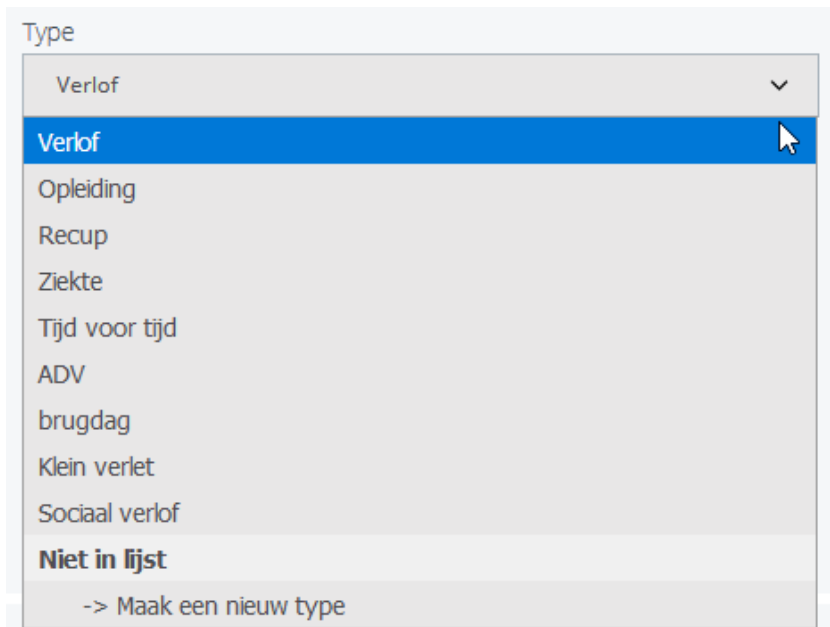 Type
Verlof
Verlof
Opleiding
Recup
Ziekte
Tijd voor tijd
ADV
brugdag
Klein verlet
Sociaal verlof
Niet in lijst
-> Maak een nieuw type